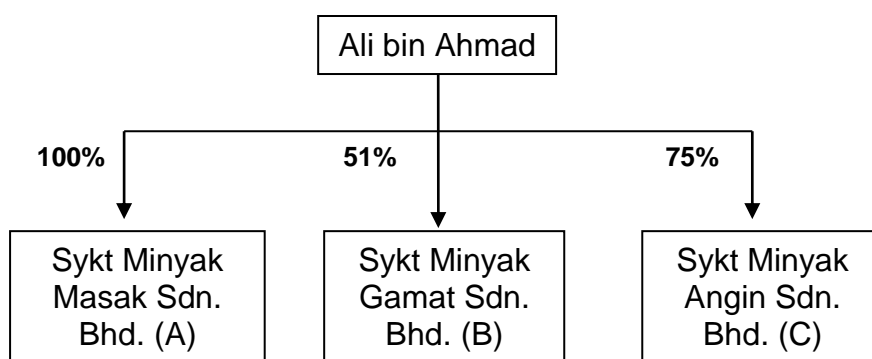 Ali bin Ahmad
100%
51%
75%
Sykt Minyak
Masak Sdn.
Bhd. (A)
Sykt Minyak
Gamat Sdn.
Bhd. (B)
Sykt Minyak
Angin Sdn.
Bhd. (C)